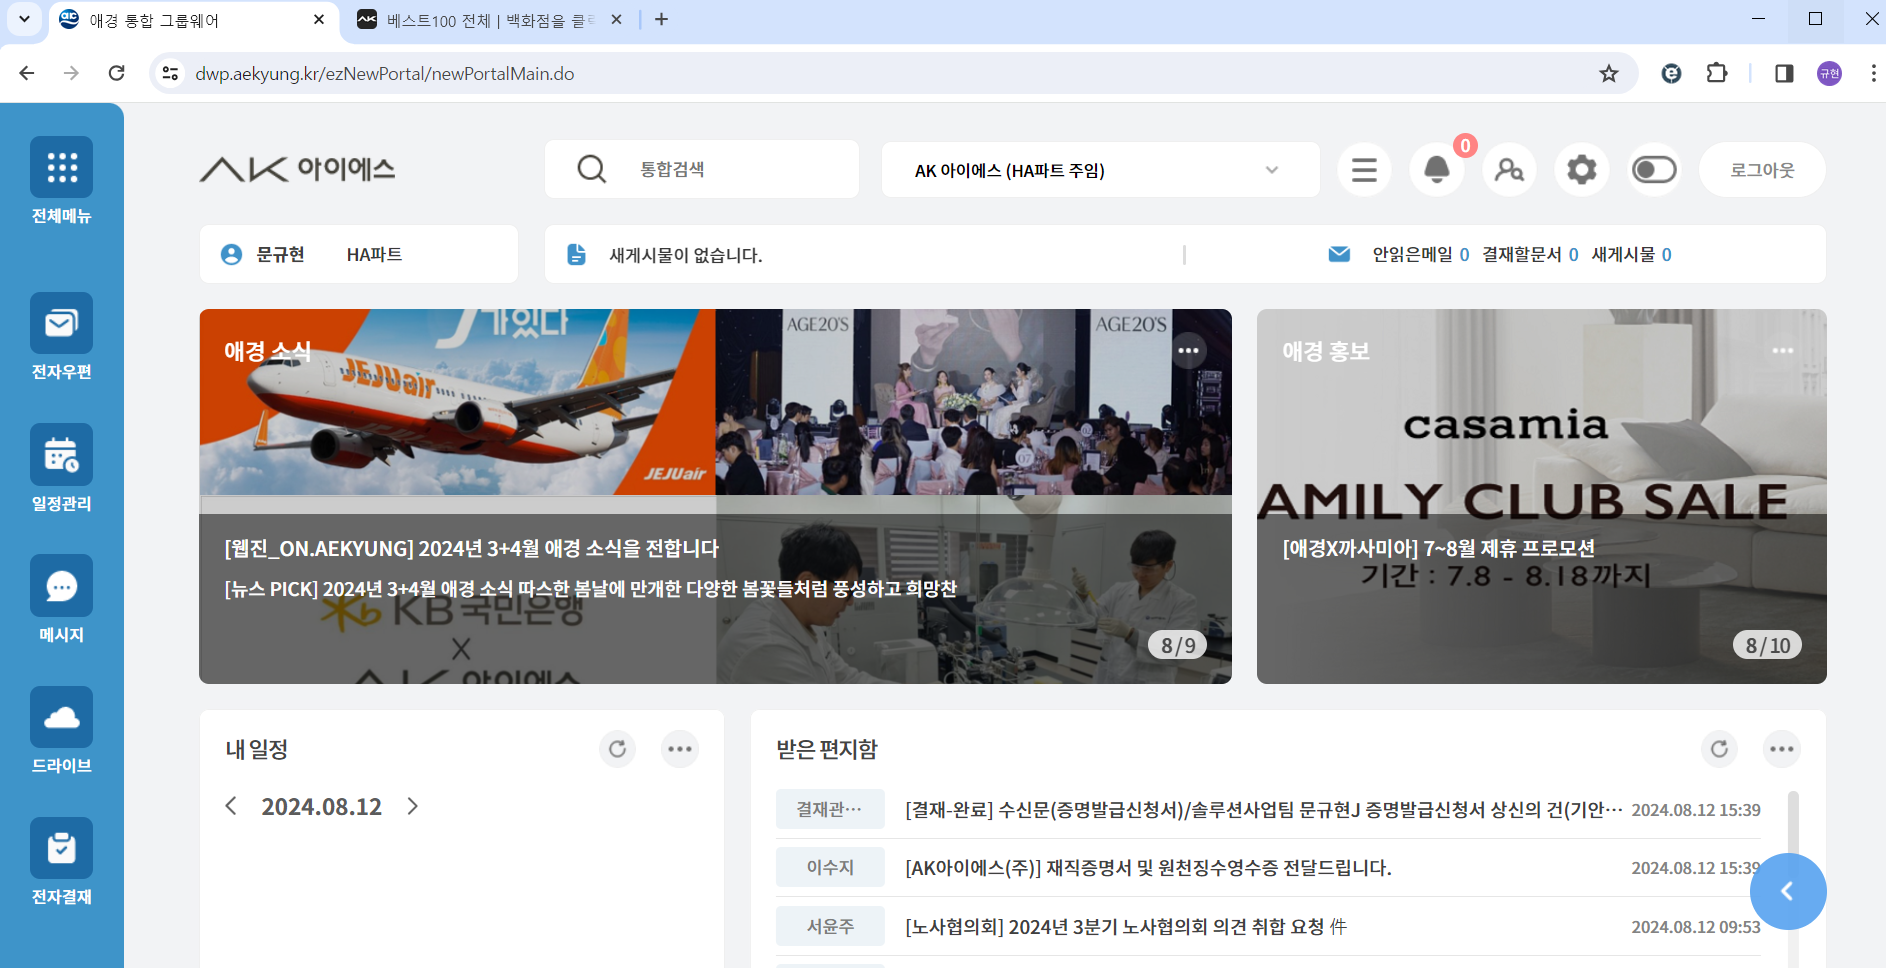 애경 통합 그룹웨어
베스트100 전체 | 백화점을 클릭
dwp.aekyung.kr/ezNewPortal/newPortalMain.do
규현
전체메뉴
전자우편
일정관리
메시지
드라이브
전자결재
AK 아이에스
통합검색
AK 아이에스 (HA파트 주임)
0
로그아웃
문규현 HA파트
새게시물이 없습니다.
안읽은메일 0 결재할문서 0 새게시물 0
애경 소식
가있다
JEJUair
JEJUair
AGE20'S
AGE20'S
07
[웹진_ON.AEKYUNG] 2024년 3+4월 애경 소식을 전합니다
[뉴스 PICK] 2024년 3+4월 애경 소식 따스한 봄날에 만개한 다양한 봄꽃들처럼 풍성하고 희망찬
KB국민은행
X
AK 아이에스
8 / 9
애경 홍보
casamia
AMILY CLUB SALE
[애경X까사미아] 7~8월 제휴 프로모션
기간 : 7.8 - 8.18까지
8 / 10
내 일정
2024.08.12
받은 편지함
결재관… [결재-완료] 수신문(증명발급신청서)/솔루션사업팀 문규현J 증명발급신청서 상신의 건(기안… 2024.08.12 15:39
이수지 [AK아이에스(주)] 재직증명서 및 원천징수영수증 전달드립니다. 2024.08.12 15:39
서윤주 [노사협의회] 2024년 3분기 노사협의회 의견 취합 요청 件 2024.08.12 09:53